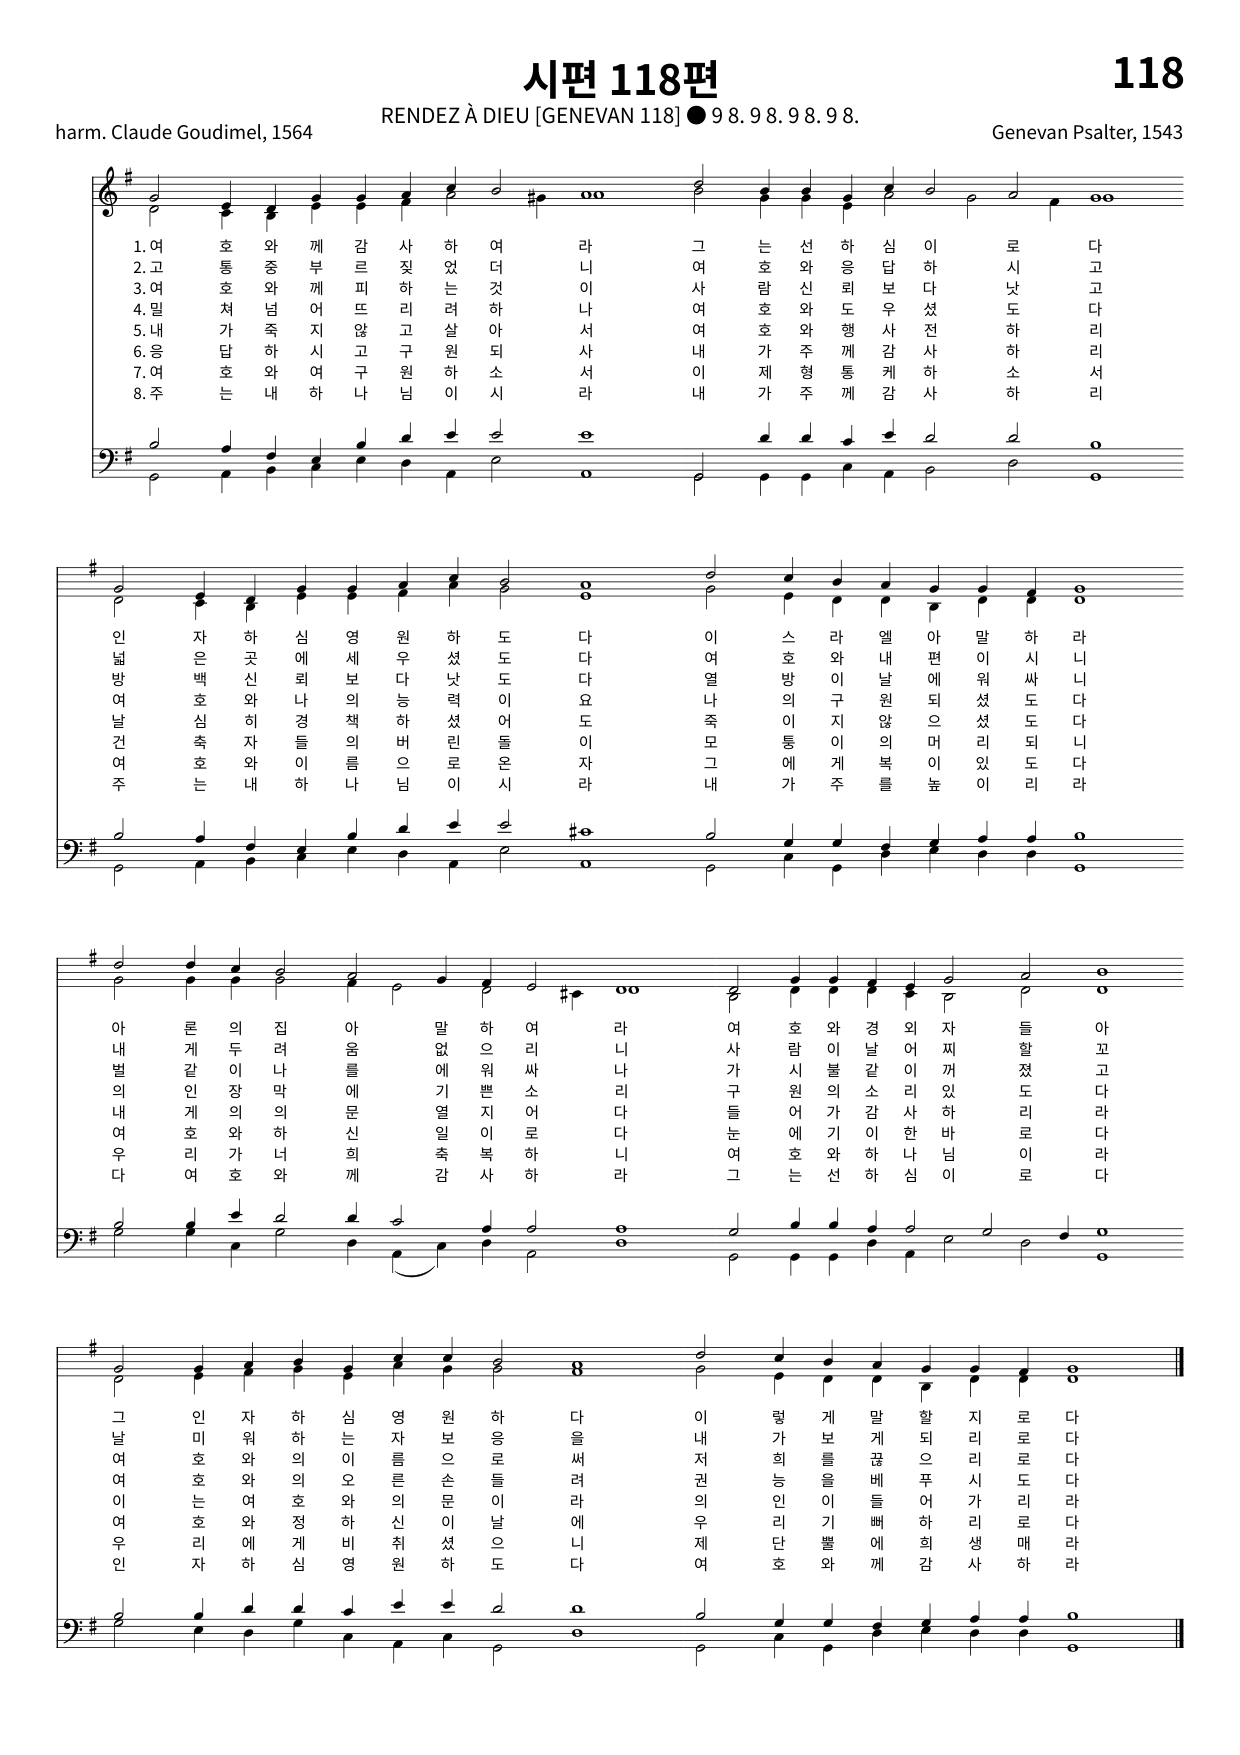 시편 118편
118
RENDEZ À DIEU [GENEVAN 118] ● 9 8. 9 8. 9 8. 9 8.
harm. Claude Goudimel, 1564
Genevan Psalter, 1543
1. 여 호 와 께 감 사 하 여 라 그 는 선 하 심 이 로 다
2. 고 통 중 부 르 짖 었 더 니 여 호 와 응 답 하 시 고
3. 여 호 와 께 피 하 는 것 이 사 람 신 뢰 보 다 낫 고
4. 밀 쳐 넘 어 뜨 리 려 하 나 여 호 와 도 우 셨 도 다
5. 내 가 죽 지 않 고 살 아 서 여 호 와 행 사 전 하 리
6. 응 답 하 시 고 구 원 되 사 내 가 주 께 감 사 하 리
7. 여 호 와 여 구 원 하 소 서 이 제 형 통 케 하 소 서
8. 주 는 내 하 나 님 이 시 라 내 가 주 께 감 사 하 리
인 자 하 심 영 원 하 도 다 이 스 라 엘 아 말 하 라
넓 은 곳 에 세 우 셨 도 다 여 호 와 내 편 이 시 니
방 백 신 뢰 보 다 낫 도 다 열 방 이 날 에 워 싸 니
여 호 와 나 의 능 력 이 요 나 의 구 원 되 셨 도 다
날 심 히 경 책 하 셨 어 도 죽 이 지 않 으 셨 도 다
건 축 자 들 의 버 린 돌 이 모 퉁 이 의 머 리 되 니
여 호 와 이 름 으 로 온 자 그 에 게 복 이 있 도 다
주 는 내 하 나 님 이 시 라 내 가 주 를 높 이 리 라
아 론 의 집 아 말 하 여 라 여 호 와 경 외 자 들 아
내 게 두 려 움 없 으 리 니 사 람 이 날 어 찌 할 꼬
벌 같 이 나 를 에 워 싸 나 가 시 불 같 이 꺼 졌 고
의 인 장 막 에 기 쁜 소 리 구 원 의 소 리 있 도 다
내 게 의 의 문 열 지 어 다 들 어 가 감 사 하 리 라
여 호 와 하 신 일 이 로 다 눈 에 기 이 한 바 로 다
우 리 가 너 희 축 복 하 니 여 호 와 하 나 님 이 라
다 여 호 와 께 감 사 하 라 그 는 선 하 심 이 로 다
그 인 자 하 심 영 원 하 다 이 렇 게 말 할 지 로 다
날 미 워 하 는 자 보 응 을 내 가 보 게 되 리 로 다
여 호 와 의 이 름 으 로 써 저 희 를 끊 으 리 로 다
여 호 와 의 오 른 손 들 려 권 능 을 베 푸 시 도 다
이 는 여 호 와 의 문 이 라 의 인 이 들 어 가 리 라
여 호 와 정 하 신 이 날 에 우 리 기 뻐 하 리 로 다
우 리 에 게 비 취 셨 으 니 제 단 뿔 에 희 생 매 라
인 자 하 심 영 원 하 도 다 여 호 와 께 감 사 하 라